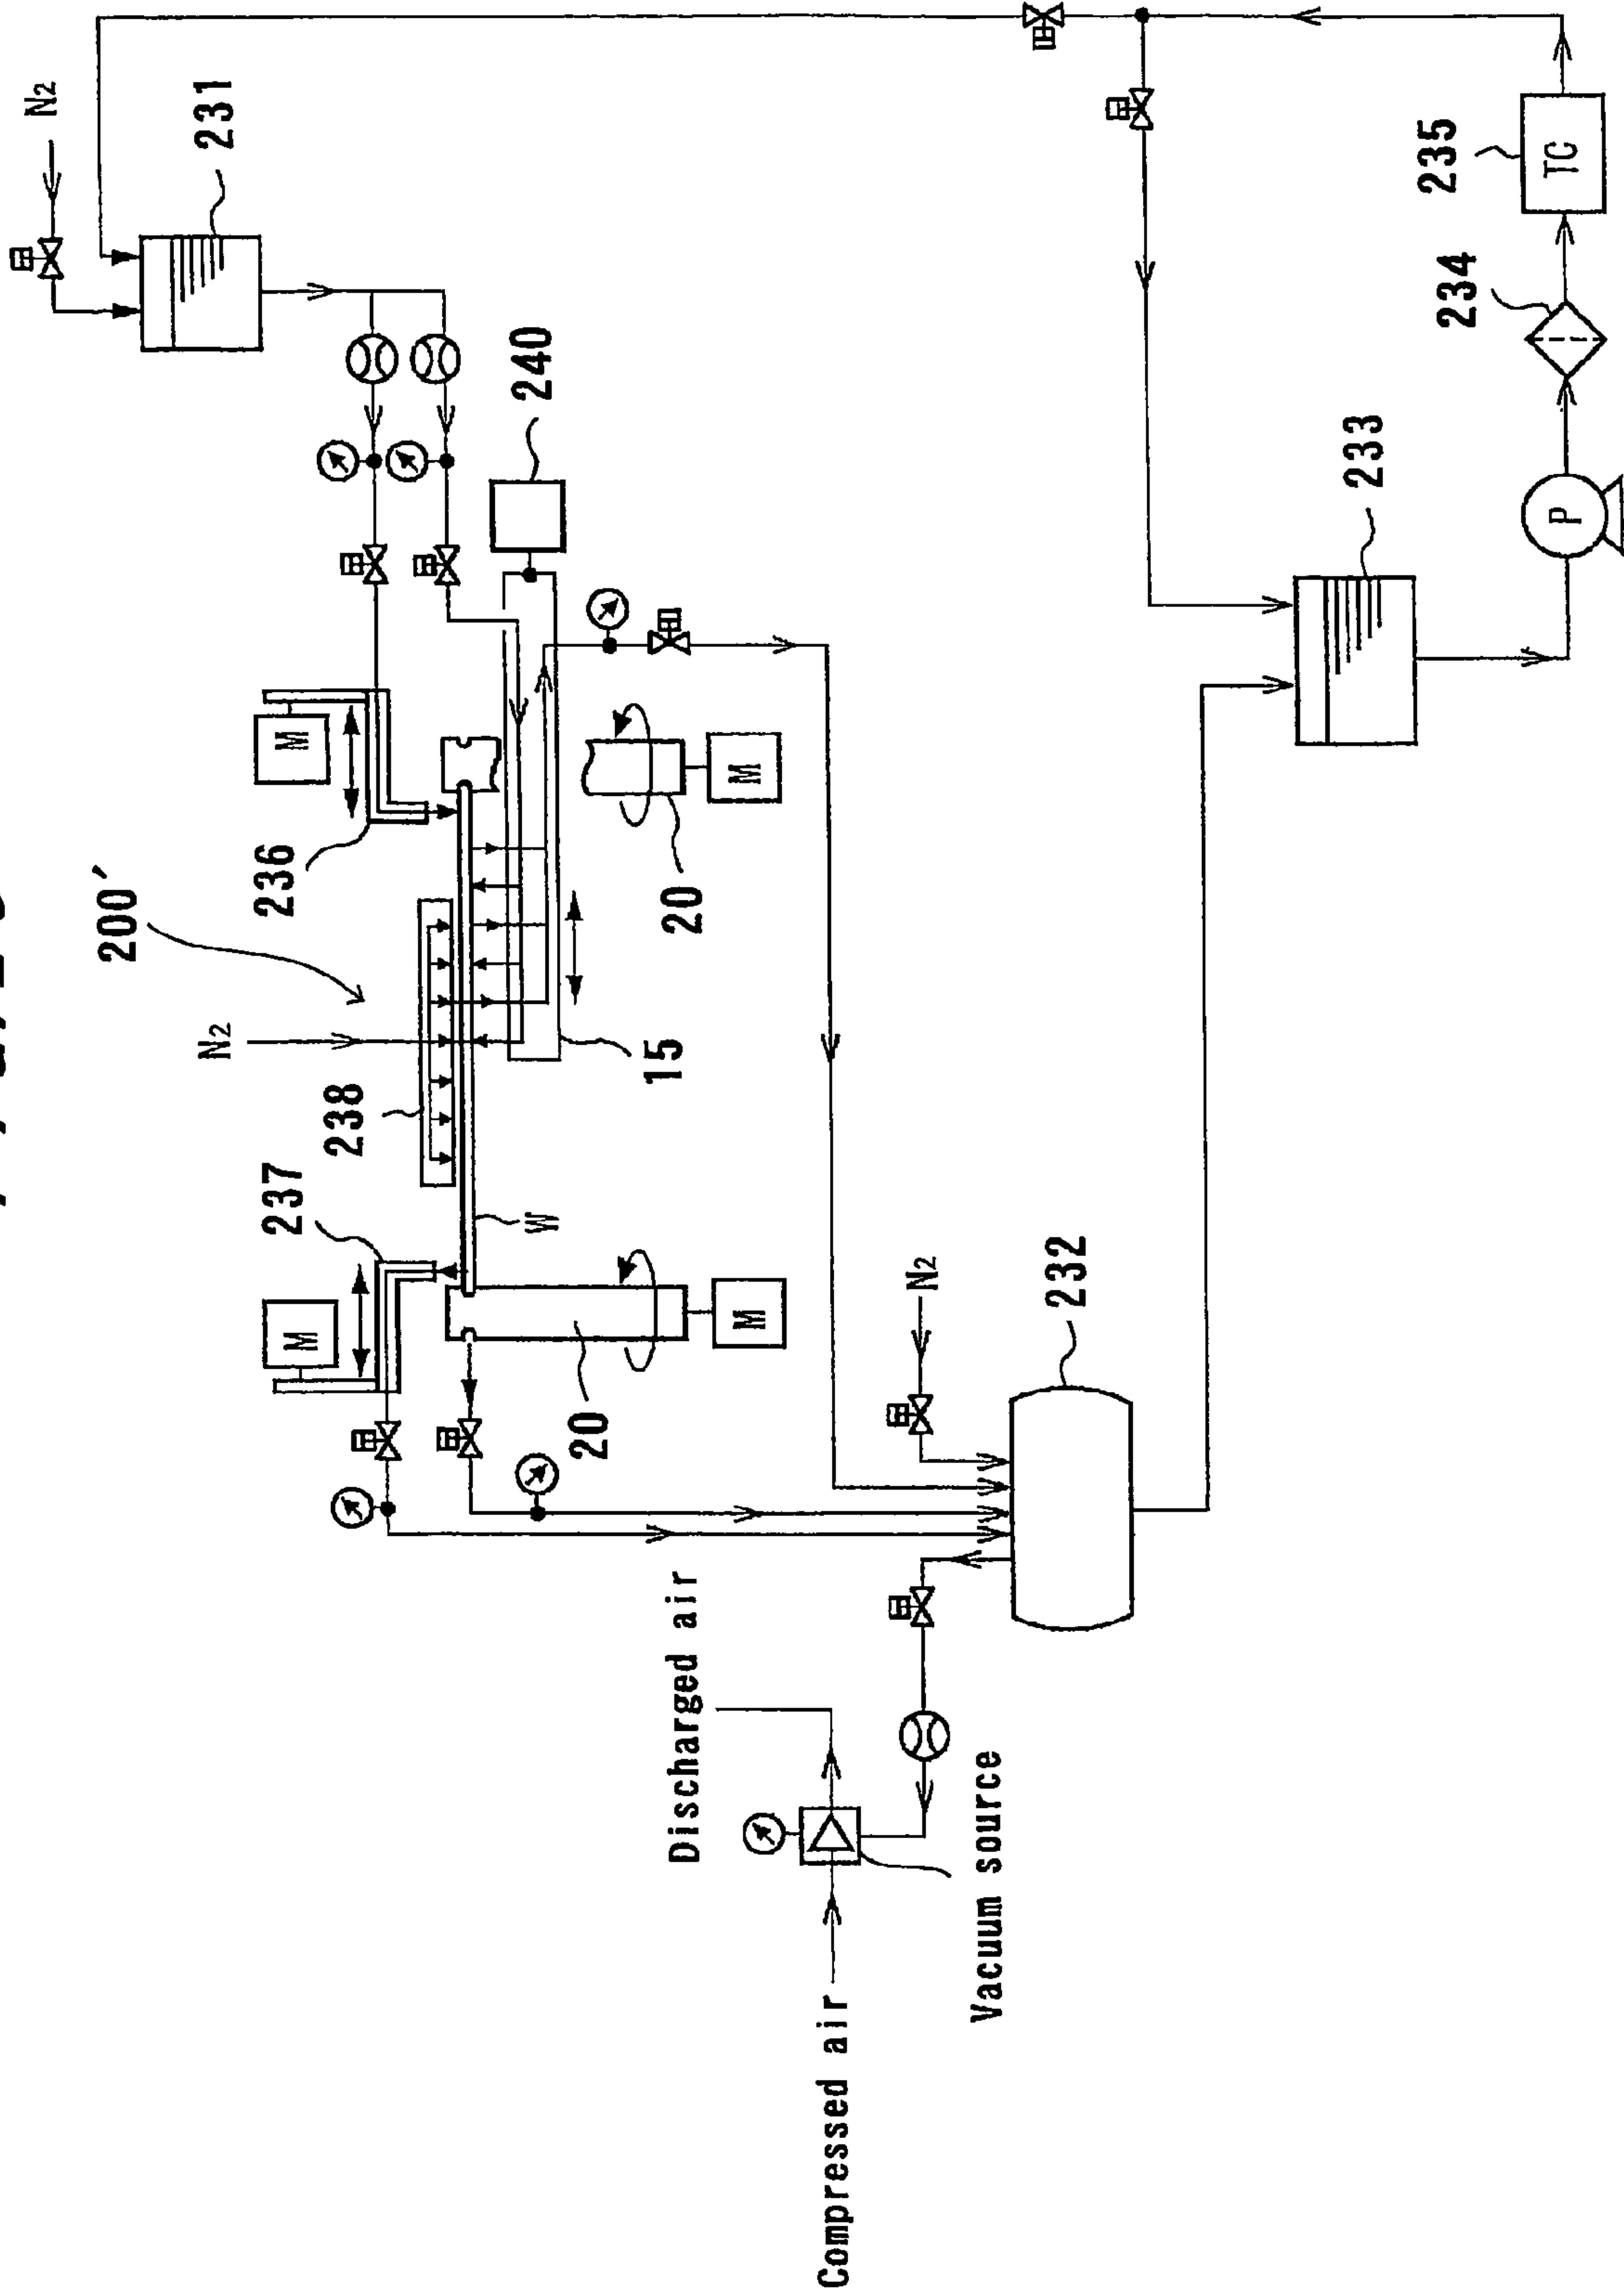 N2
200′
N2
231
237
236
M
M
238
240
W
20
15
20
Discharged air
M
M
Compressed air
N2
Vacuum source
232
233
234
235
P
TC